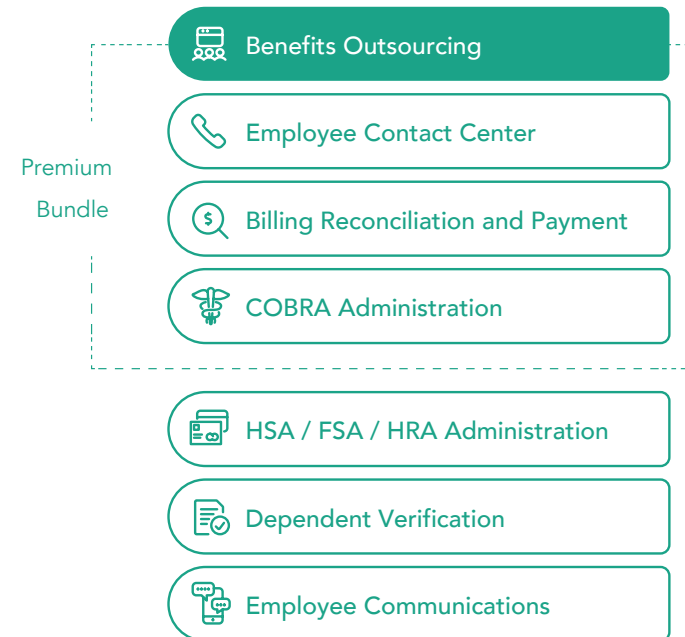 Benefits Outsourcing
Employee Contact Center
Premium
Bundle
Billing Reconciliation and Payment
$
COBRA Administration
HSA / FSA / HRA Administration
Dependent Verification
Employee Communications